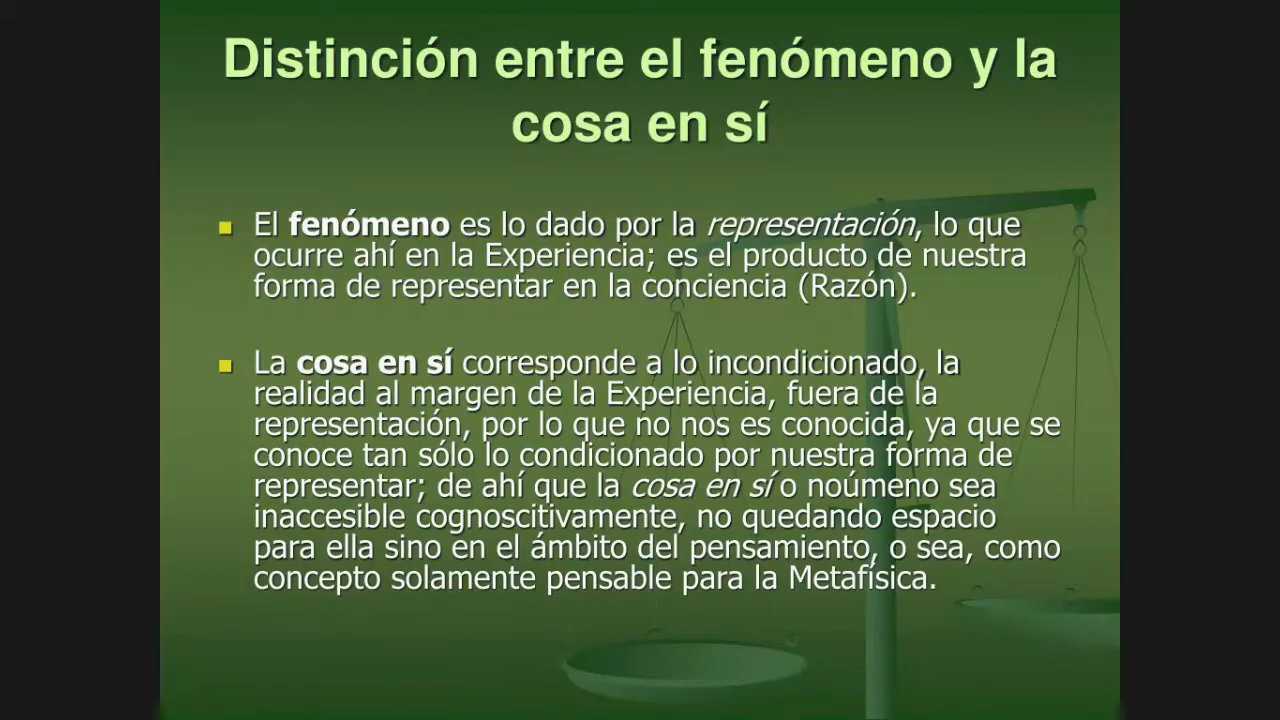 Distinción entre el fenómeno y la
cosa en sí
El fenómeno es lo dado por la representación, lo que
ocurre ahí en la Experiencia; es el producto de nuestra
forma de representar en la conciencia (Razón).
La cosa en sí corresponde a lo incondicionado, la
realidad al margen de la Experiencia, fuera de la
representación, por lo que no nos es conocida, ya que se
conoce tan sólo lo condicionado por nuestra forma de
representar; de ahí que la cosa en sí o noúmeno sea
inaccesible cognoscitivamente, no quedando espacio
para ella sino en el ámbito del pensamiento, o sea, como
concepto solamente pensable para la Metafísica.